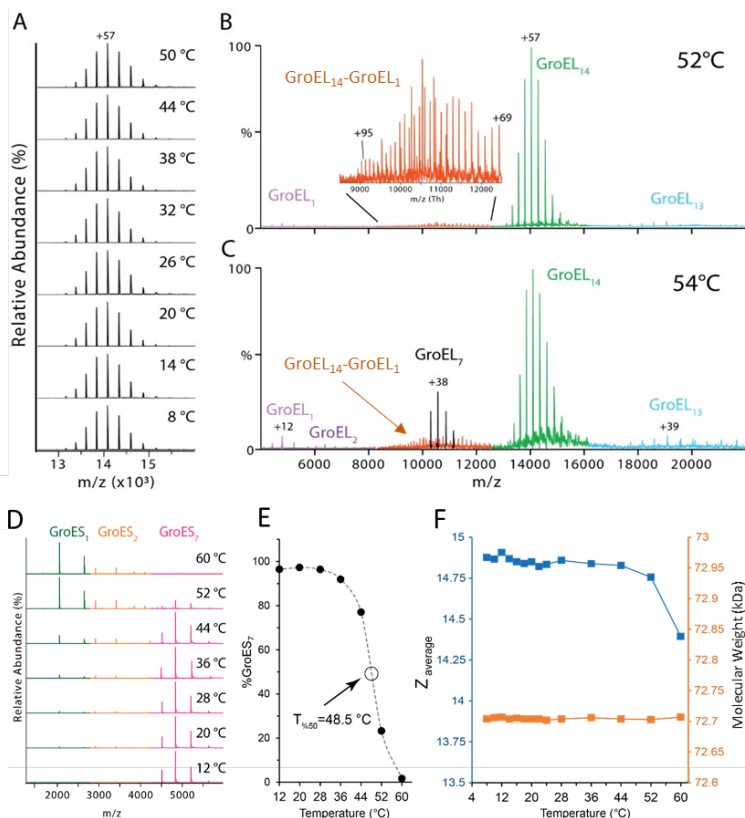 A
+57
50 °C
44 °C
38 °C
32 °C
26 °C
20 °C
14 °C
8 °C
Relative Abundance (%)
13 14 15
m/z (x10³)
B
52°C
100
%
0
+57
GroEL₁₄
GroEL₁₄-GroEL₁
+95
+69
9000 10000 11000 12000
m/z (Th)
GroEL₁
GroEL₁₃
C
54°C
100
%
0
GroEL₁₄
GroEL₇
+38
GroEL₁₄-GroEL₁
GroEL₁
+12
GroEL₂
GroEL₁₃
+39
6000 8000 10000 12000 14000 16000 18000 20000
m/z
D
GroES₁ GroES₂ GroES₇
60 °C
52 °C
44 °C
36 °C
28 °C
20 °C
12 °C
Relative Abundance (%)
2000 3000 4000 5000
m/z
E
%GroES₇
100
80
60
40
20
0
T%50=48.5 °C
12 20 28 36 44 52 60
Temperature (°C)
F
Z average
15
14.75
14.5
14.25
14
13.75
13.5
73
72.95
72.9
72.85
72.8
72.75
72.7
72.65
72.6
Molecular Weight (kDa)
4 12 20 28 36 44 52 60
Temperature (°C)